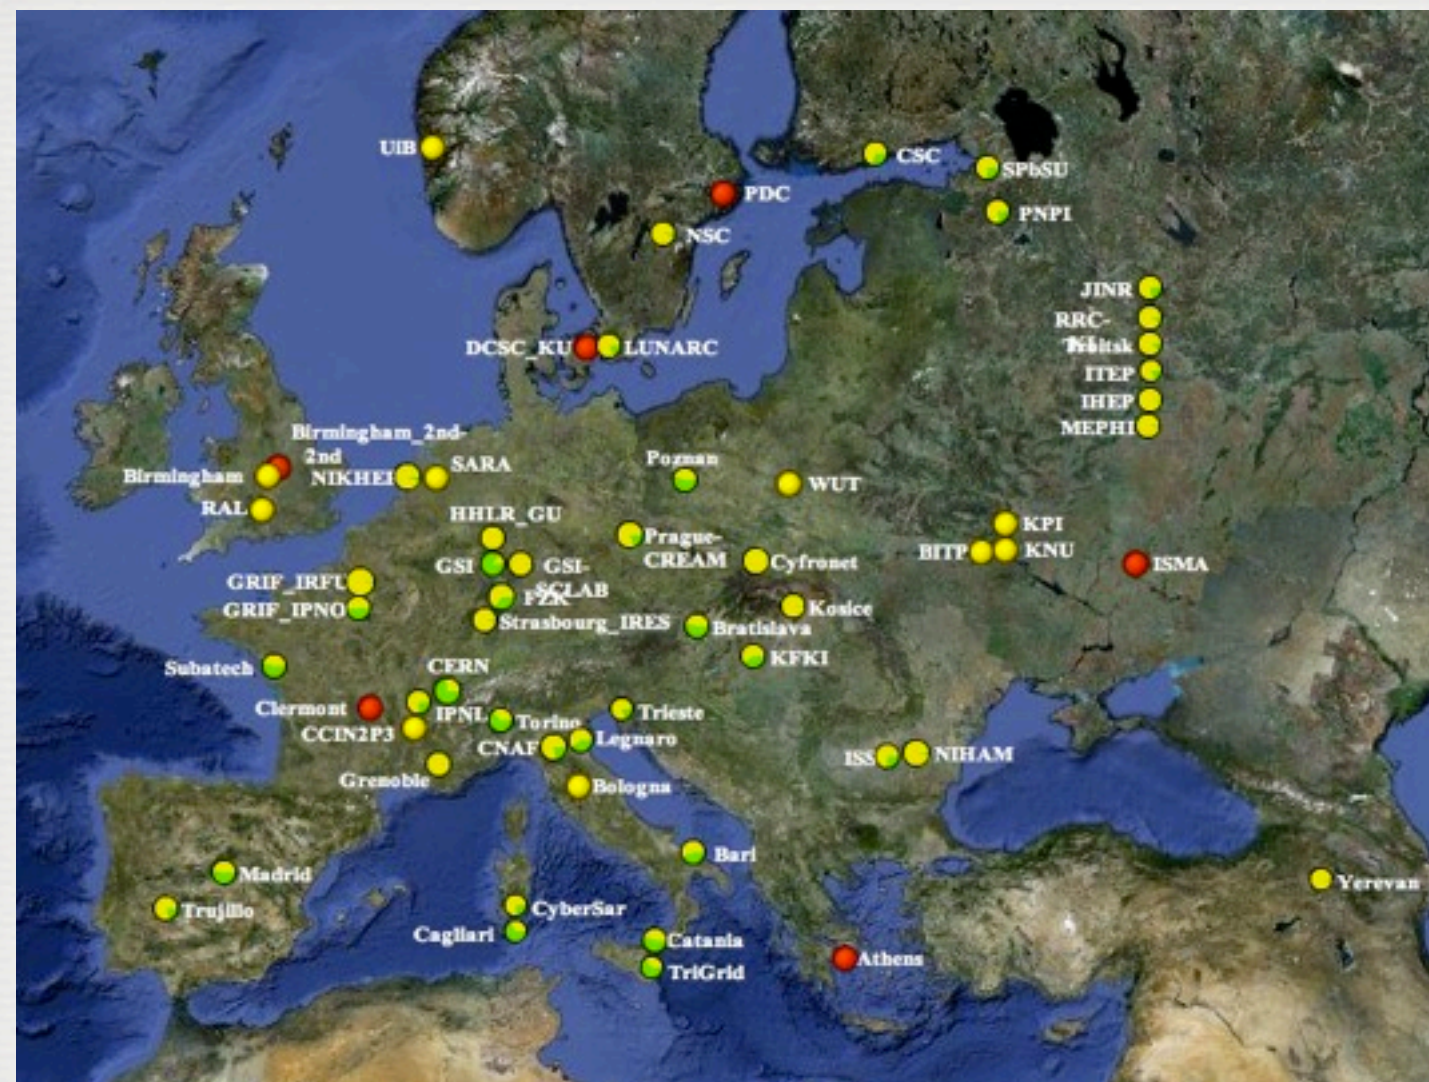 UiB
CSC
SPbSU
PDC
PNPI
NSC
JINR
RRC-
Troitsk
DCSC_KU
LUNARC
ITEP
IHEP
MEPHI
Birmingham_2nd-
2nd
Poznan
SARA
Birmingham
NIKHEF
WUT
RAL
HHLR_GU
KPI
Prague-
CREAM
BITP
KNU
GSI
GSI-
SCLAB
Cyfronet
ISMA
GRIF_IRFU
FZK
GRIF_IPNO
Kosice
Strasbourg_IRES
Bratislava
KFKI
Subatech
CERN
Clermont
IPNL
Trieste
Torino
CCIN2P3
CNAF
Legnaro
ISS
NIHAM
Grenoble
Bologna
Bari
Madrid
Yerevan
Trujillo
CyberSar
Cagliari
Catania
Athens
TriGrid